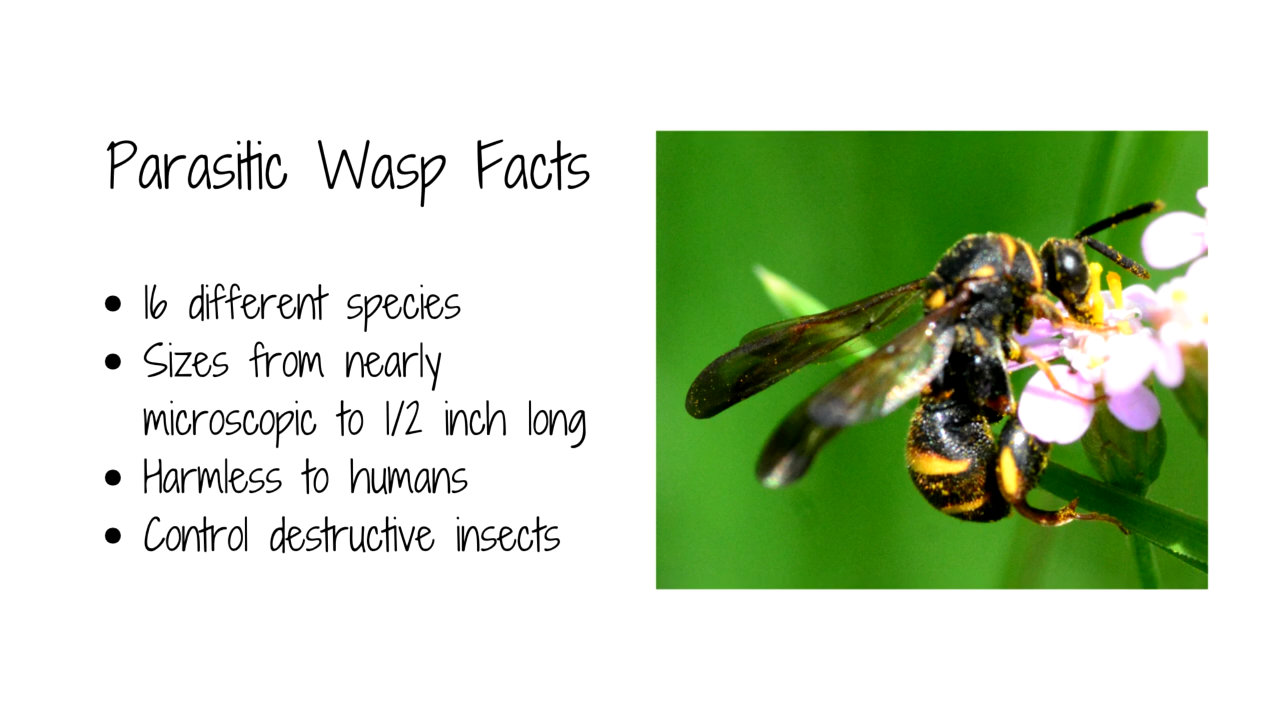 Parasitic Wasp Facts
• 16 different species
• Sizes from nearly
microscopic to 1/2 inch long
• Harmless to humans
• Control destructive insects